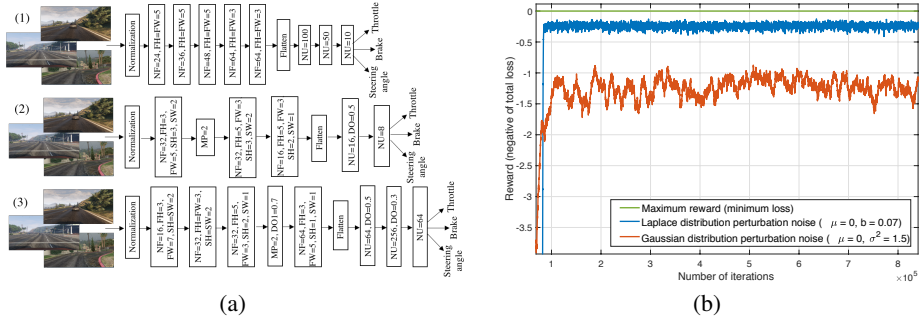 (1)
Normalization
NF=24, FH=FW=5
NF=36, FH=FW=5
NF=48, FH=FW=5
NF=64, FH=FW=3
NF=64, FH=FW=3
Flatten
NU=100
NU=50
NU=10
Throttle
Brake
Steering
angle
(2)
Normalization
NF=32, FH=3,
FW=5, SH=3, SW=2
MP=2
NF=32, FH=5, FW=3
SH=3, SW=2
NF=16, FH=5, FW=3
SH=2, SW=1
Flatten
NU=16, DO=0.5
NU=8
Throttle
Brake
Steering
angle
(3)
Normalization
NF=16, FH=3,
FW=7, SH=SW=2
NF=32, FH=FW=3,
SH=SW=2
NF=32, FH=5,
FW=3, SH=2, SW=1
MP=2, DO1=0.7
NF=64, FH=3,
FW=5, SH=1, SW=1
Flatten
NU=64, DO=0.5
NU=256, DO=0.3
NU=64
Throttle
Brake
Steering
angle
(a)
b)
Reward (negative of total loss)
0
-0.5
-1
-1.5
-2
-2.5
-3
-3.5
Maximum reward (minimum loss)
Laplace distribution perturbation noise ( μ = 0, b = 0.07)
Gaussian distribution perturbation noise ( μ = 0, σ² = 1.5)
1 2 3 4 5 6 7 8
Number of iterations
×10⁵
(b)